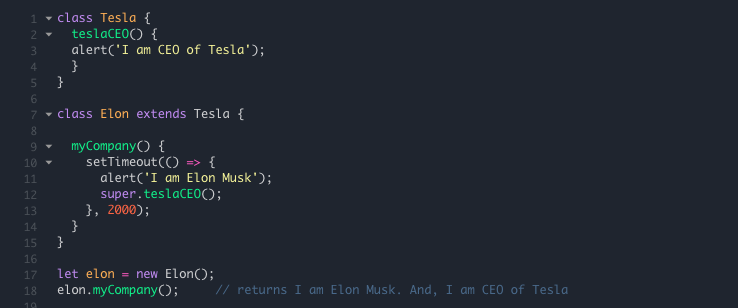 1 class Tesla {
2 teslaCEO() {
3 alert('I am CEO of Tesla');
4 }
5 }
6
7 class Elon extends Tesla {
8
9 myCompany() {
10 setTimeout(() => {
11 alert('I am Elon Musk');
12 super.teslaCEO();
13 }, 2000);
14 }
15 }
16
17 let elon = new Elon();
18 elon.myCompany(); // returns I am Elon Musk. And, I am CEO of Tesla
19